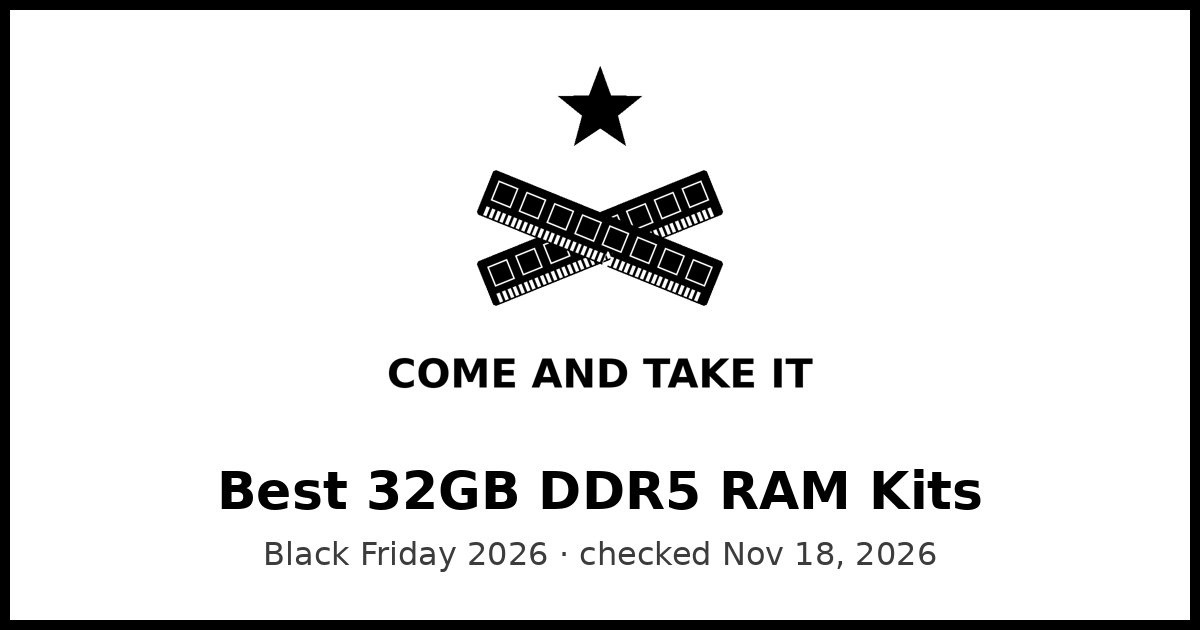 COME AND TAKE IT
Best 32GB DDR5 RAM Kits
Black Friday 2026 · checked Nov 18, 2026